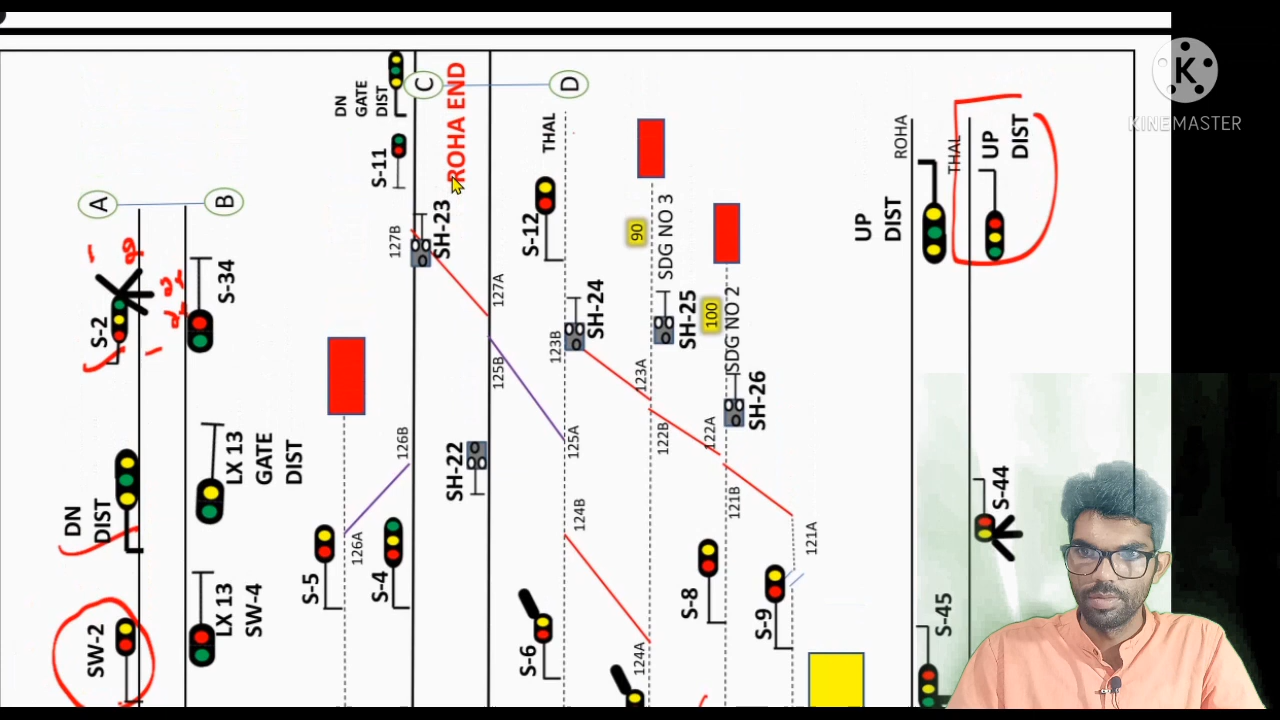 A
B
S-2
S-34
DN
DIST
LX 13
GATE
DIST
SW-2
LX 13
SW-4
DN
GATE
DIST
C
ROHA END
D
S-11
127B
SH-23
127A
THAL
S-12
90
SDG NO 3
SH-24
123B
SH-25
100
SDG NO 2
123A
125B
SH-26
126B
125A
122B
122A
SH-22
126A
124B
121B
121A
S-5
S-4
S-6
124A
S-8
S-9
ROHA
THAL
UP
DIST
UP
DIST
S-44
S-45
K
KINEMASTER